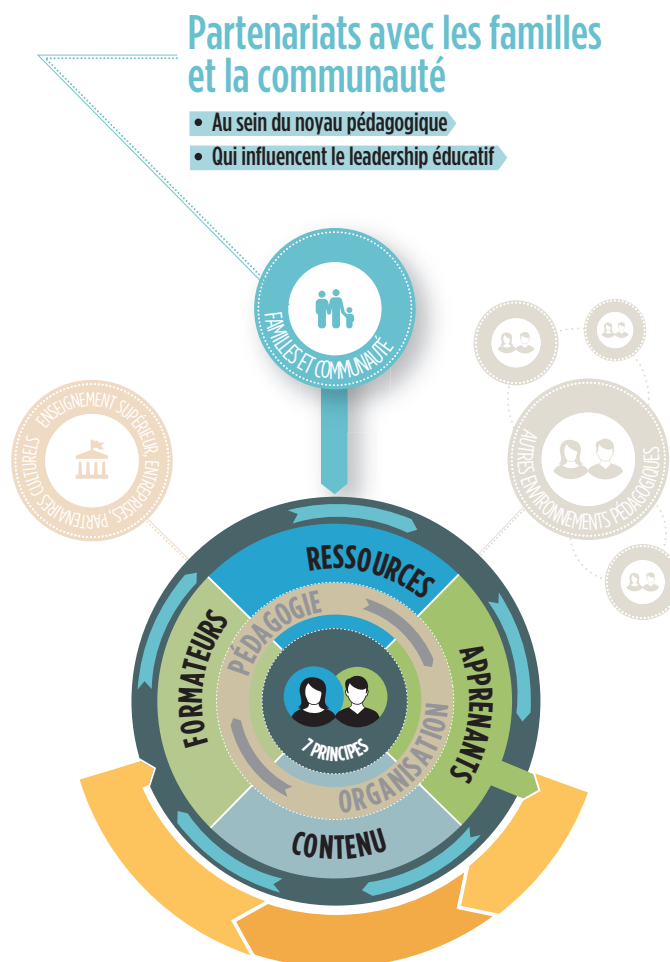 Partenariats avec les familles
et la communauté
• Au sein du noyau pédagogique
• Qui influencent le leadership éducatif
FAMILLES ET COMMUNAUTÉ
ENSEIGNEMENT SUPÉRIEUR, ENTREPRISES, PARTENAIRES CULTURELS
AUTRES ENVIRONNEMENTS PÉDAGOGIQUES
RESSOURCES
PÉDAGOGIE
FORMATEURS
APPRENANTS
7 PRINCIPES
ORGANISATION
CONTENU